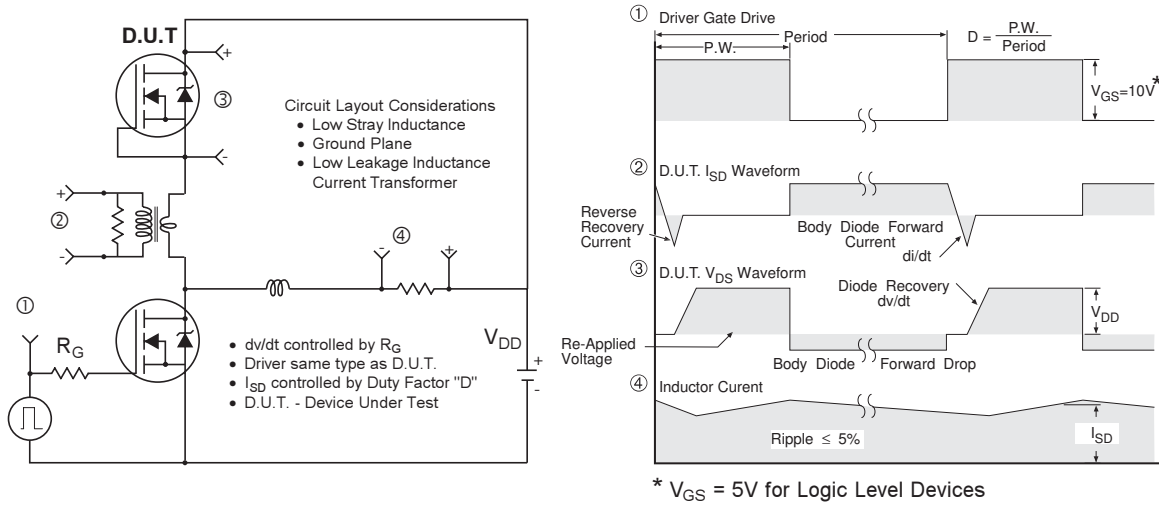 D.U.T
+
③
-
Circuit Layout Considerations
• Low Stray Inductance
• Ground Plane
• Low Leakage Inductance
Current Transformer
+
②
-
④
- +
①
R_G
• dv/dt controlled by R_G
• Driver same type as D.U.T.
• I_SD controlled by Duty Factor "D"
• D.U.T. - Device Under Test
V_DD
+
-
① Driver Gate Drive
P.W.
Period
D = P.W.
Period
V_GS=10V*
② D.U.T. I_SD Waveform
Reverse
Recovery
Current
Body Diode Forward
Current
di/dt
③ D.U.T. V_DS Waveform
Diode Recovery
dv/dt
V_DD
Re-Applied
Voltage
Body Diode Forward Drop
④ Inductor Curent
Ripple ≤ 5%
I_SD
* V_GS = 5V for Logic Level Devices